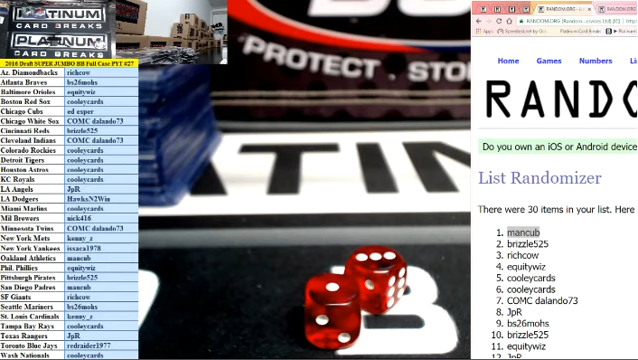 PLATINUM
CARD BREAKS
PLATINUM
CARD BREAKS
2016 Draft SUPER JUMBO BB Full Case PYT #27
Az. Diamondbacks richcow
Atlanta Braves bs26mohs
Baltimore Orioles equitywiz
Boston Red Sox cooleycards
Chicago Cubs ed esper
Chicago White Sox COMC dalando73
Cincinnati Reds brizzle525
Cleveland Indians COMC dalando73
Colorado Rockies cooleycards
Detroit Tigers cooleycards
Houston Astros cooleycards
KC Royals cooleycards
LA Angels JpR
LA Dodgers HawksN2Win
Miami Marlins cooleycards
Mil Brewers nick416
Minnesota Twins COMC dalando73
New York Mets kenny_z
New York Yankees issaca1978
Oakland Athletics mancub
Phil. Phillies equitywiz
Pittsburgh Pirates brizzle525
San Diego Padres mancub
SF Giants richcow
Seattle Mariners bs26mohs
St. Louis Cardinals kenny_z
Tampa Bay Rays cooleycards
Texas Rangers JpR
Toronto Blue Jays redraider1977
Wash Nationals cooleycards
PROTECT . STO
ATIN
B
Home Games Numbers Li
RANDO
Do you own an iOS or Android device
List Randomizer
There were 30 items in your list. Here
1. mancub
2. brizzle525
3. richcow
4. equitywiz
5. cooleycards
6. cooleycards
7. COMC dalando73
8. JpR
9. bs26mohs
10. brizzle525
11. equitywiz
12. JpR